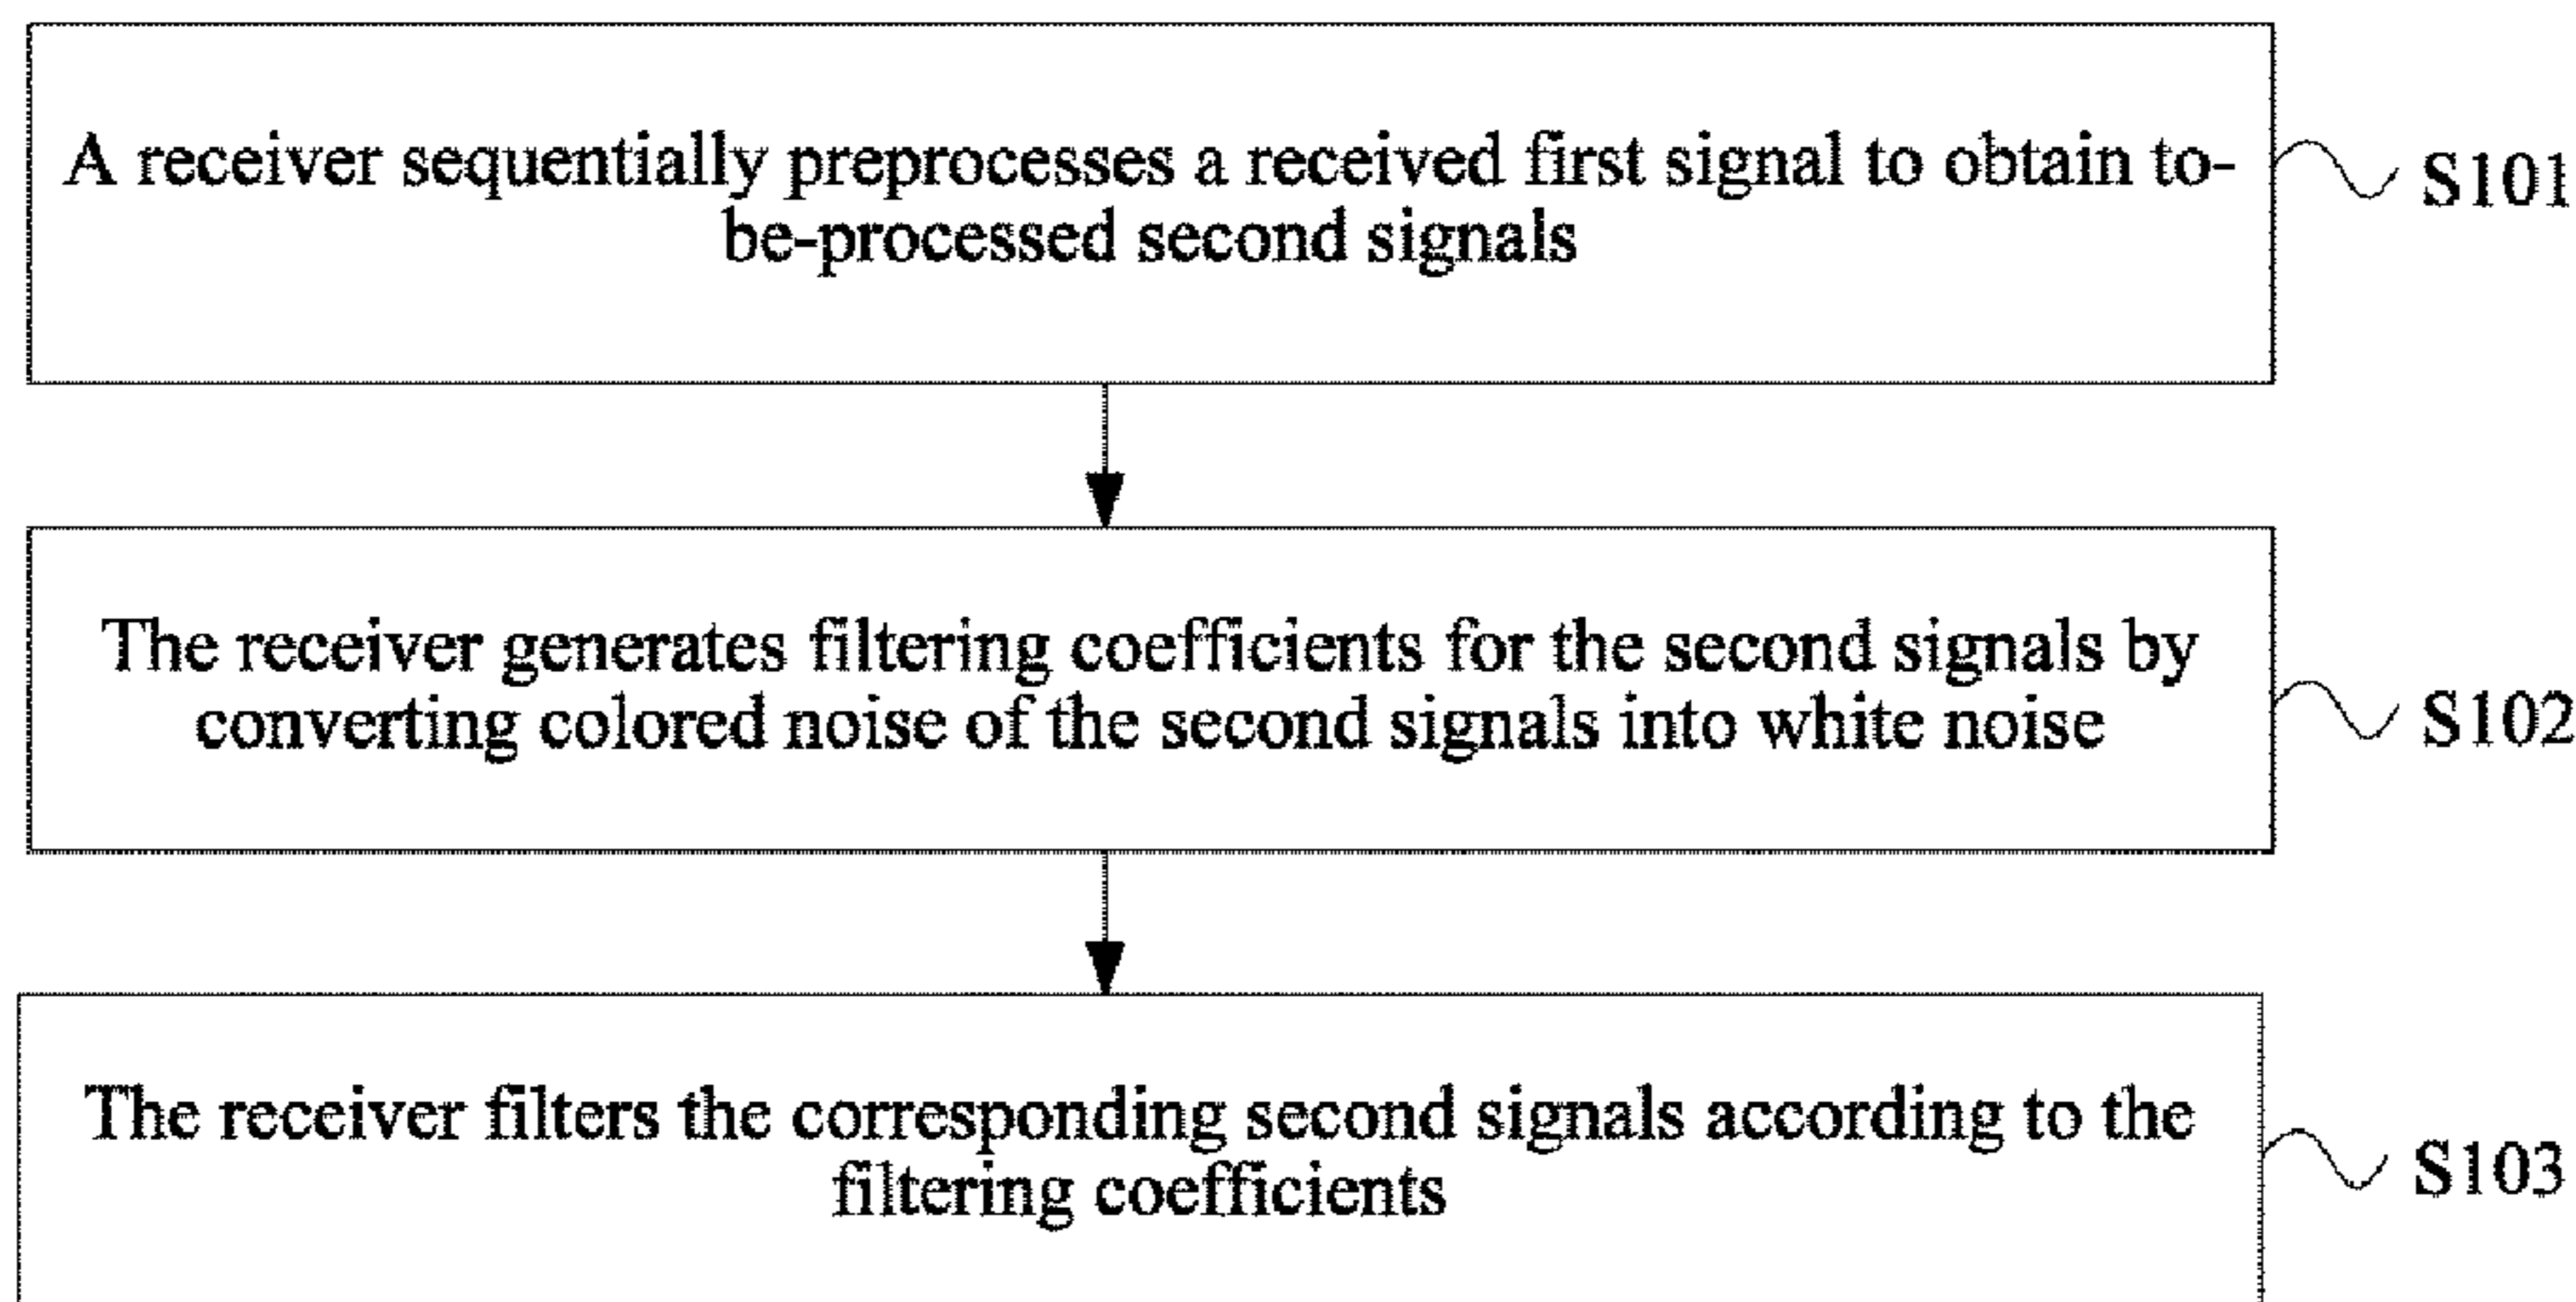 A receiver sequentially preprocesses a received first signal to obtain to-
be-processed second signals
S101
The receiver generates filtering coefficients for the second signals by
converting colored noise of the second signals into white noise
S102
The receiver filters the corresponding second signals according to the
filtering coefficients
S103